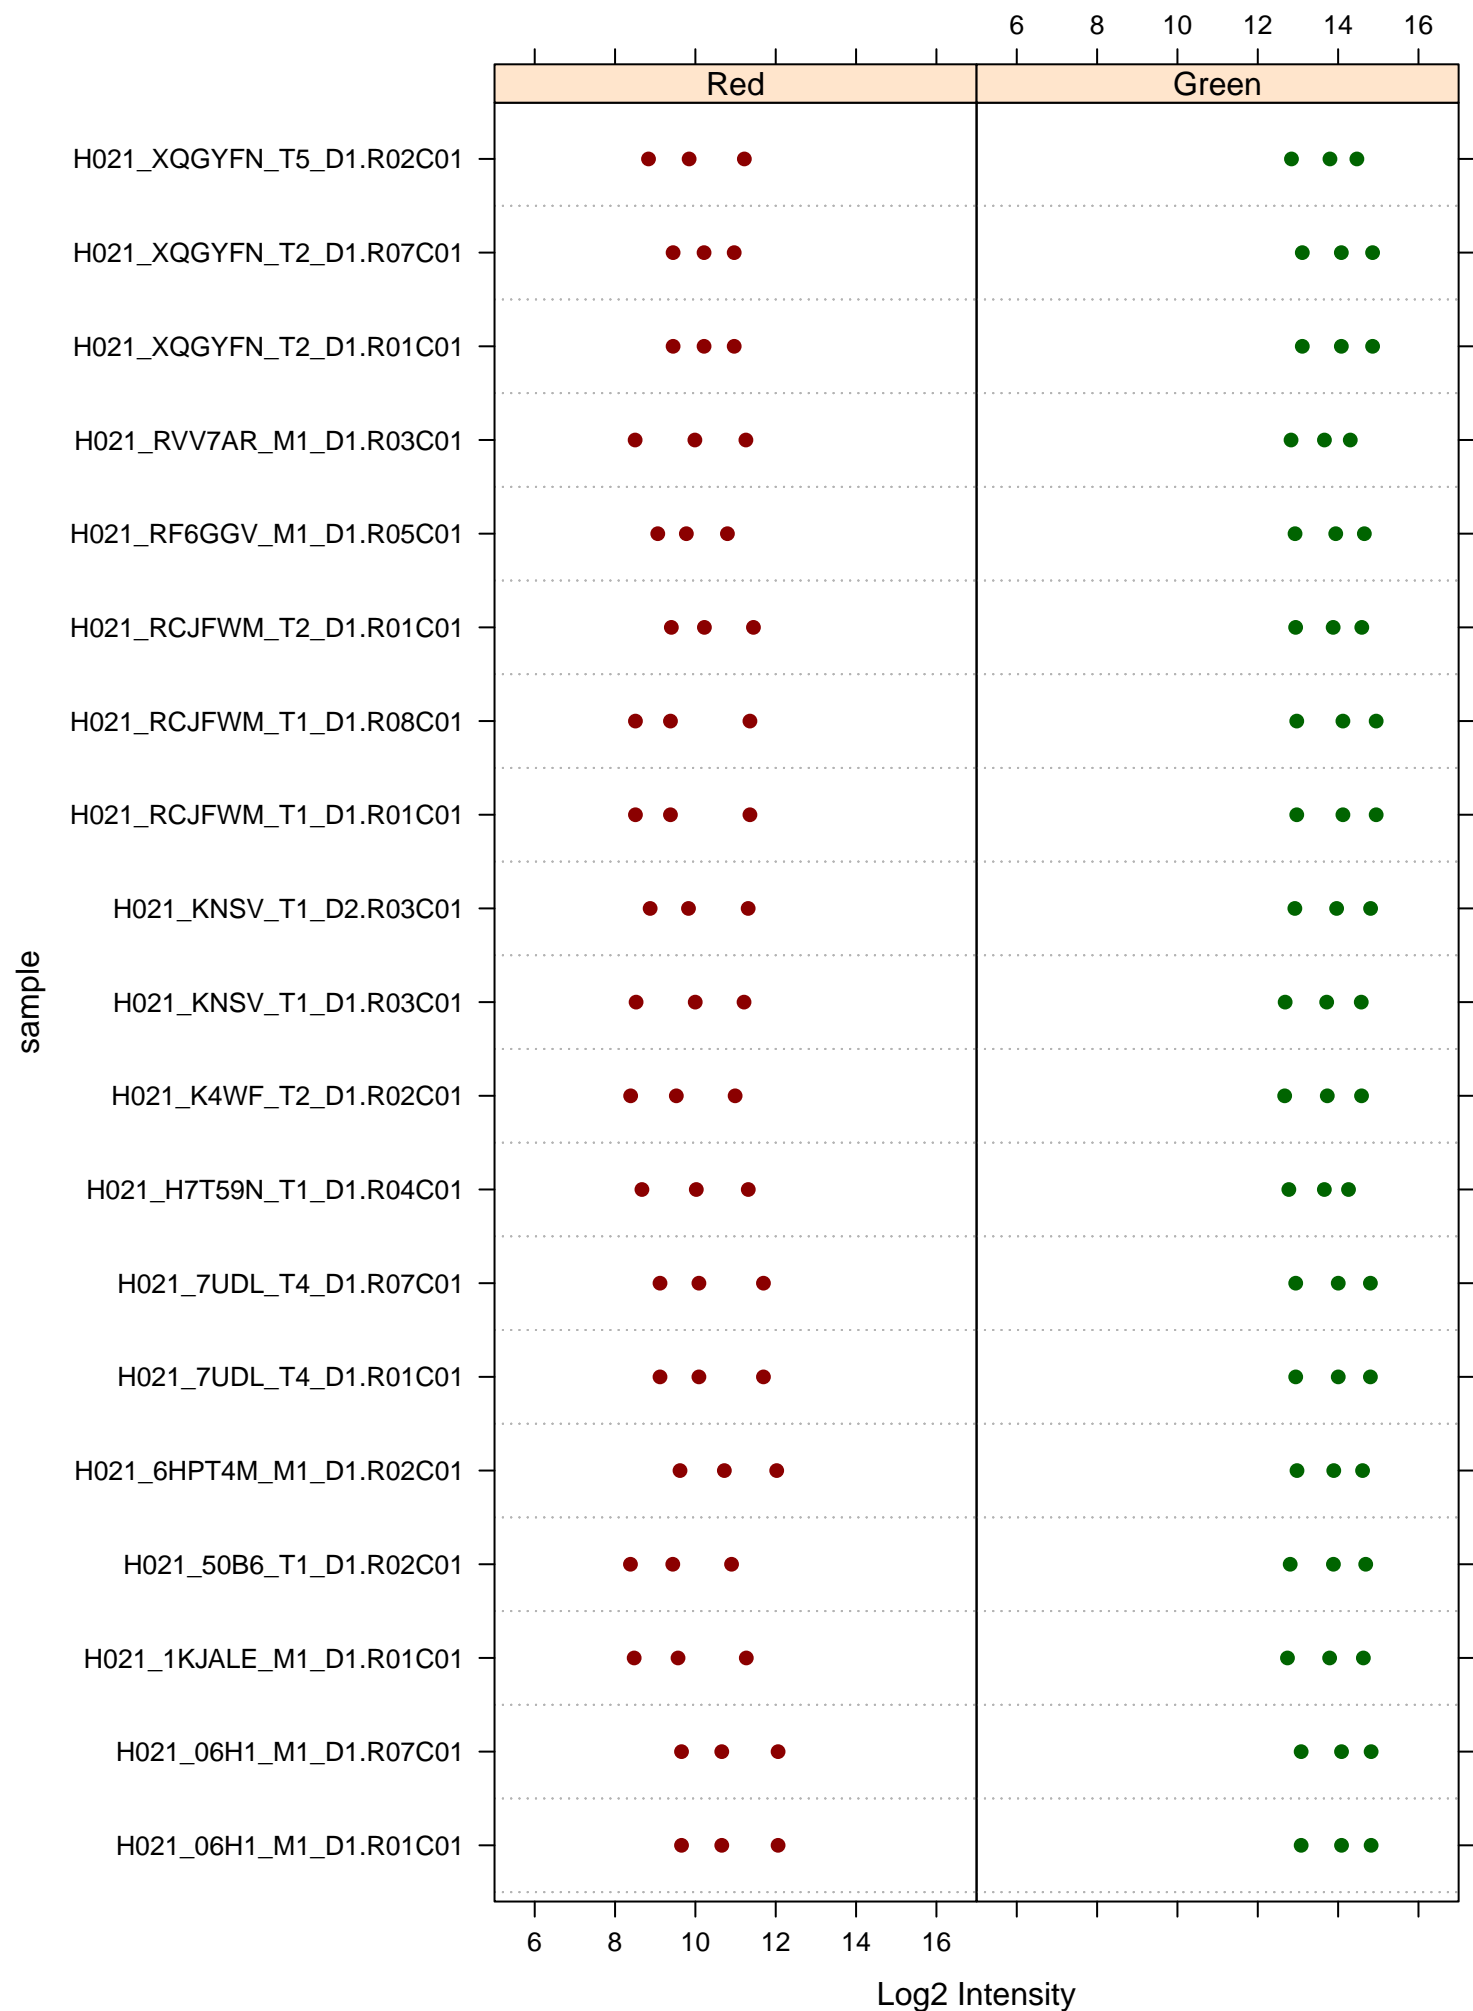 6 8 10 12 14 16
Red Green
H021_XQGYFN_T5_D1.R02C01
H021_XQGYFN_T2_D1.R07C01
H021_XQGYFN_T2_D1.R01C01
H021_RVV7AR_M1_D1.R03C01
H021_RF6GGV_M1_D1.R05C01
H021_RCJFWM_T2_D1.R01C01
H021_RCJFWM_T1_D1.R08C01
H021_RCJFWM_T1_D1.R01C01
H021_KNSV_T1_D2.R03C01
sample
H021_KNSV_T1_D1.R03C01
H021_K4WF_T2_D1.R02C01
H021_H7T59N_T1_D1.R04C01
H021_7UDL_T4_D1.R07C01
H021_7UDL_T4_D1.R01C01
H021_6HPT4M_M1_D1.R02C01
H021_50B6_T1_D1.R02C01
H021_1KJALE_M1_D1.R01C01
H021_06H1_M1_D1.R07C01
H021_06H1_M1_D1.R01C01
6 8 10 12 14 16
Log2 Intensity